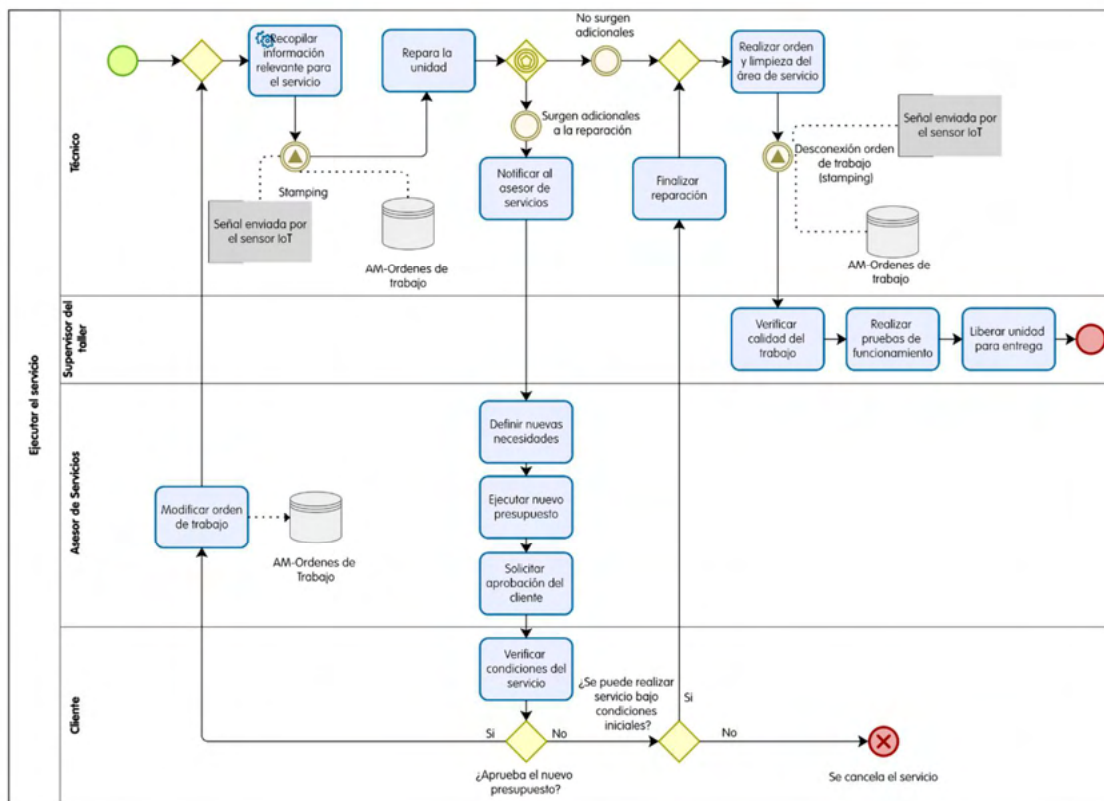 Ejecutar el servicio
Técnico
Recopilar
información
relevante para
el servicio
Stamping
Señal enviada por
el sensor IoT
AM-Ordenes de
trabajo
Repara la
unidad
No surgen
adicionales
Surgen adicionales
a la reparación
Notificar al
asesor de
servicios
Finalizar
reparación
Realizar orden
y limpieza del
área de servicio
Señal enviada por
el sensor IoT
Desconexión orden
de trabajo
(stamping)
AM-Ordenes de
trabajo
Supervisor del
taller
Verificar
calidad del
trabajo
Realizar
pruebas de
funcionamiento
Liberar unidad
para entrega
Asesor de Servicios
Definir nuevas
necesidades
Ejecutar nuevo
presupuesto
Solicitar
aprobación del
cliente
Modificar orden
de trabajo
AM-Ordenes de
Trabajo
Cliente
Verificar
condiciones del
servicio
Si
No
¿Aprueba el nuevo
presupuesto?
¿Se puede realizar
servicio bajo
condiciones
iniciales?
Si
No
Se cancela el servicio